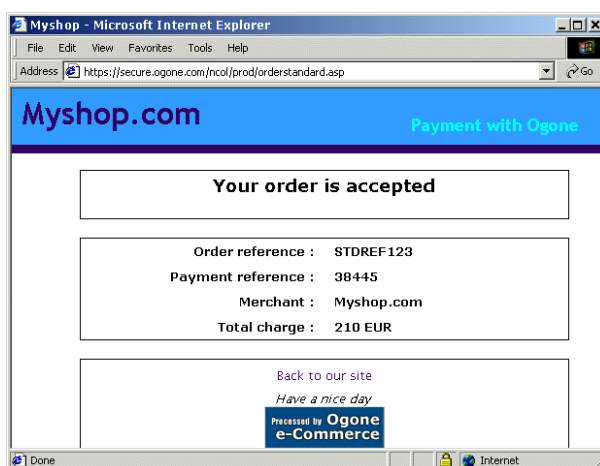 Myshop - Microsoft Internet Explorer
File Edit View Favorites Tools Help
Address https://secure.ogone.com/ncol/prod/orderstandard.asp Go
Myshop.com
Payment with Ogone
Your order is accepted
Order reference : STDREF123
Payment reference : 38445
Merchant : Myshop.com
Total charge : 210 EUR
Back to our site
Have a nice day
Processed by Ogone
e-Commerce
Done Internet